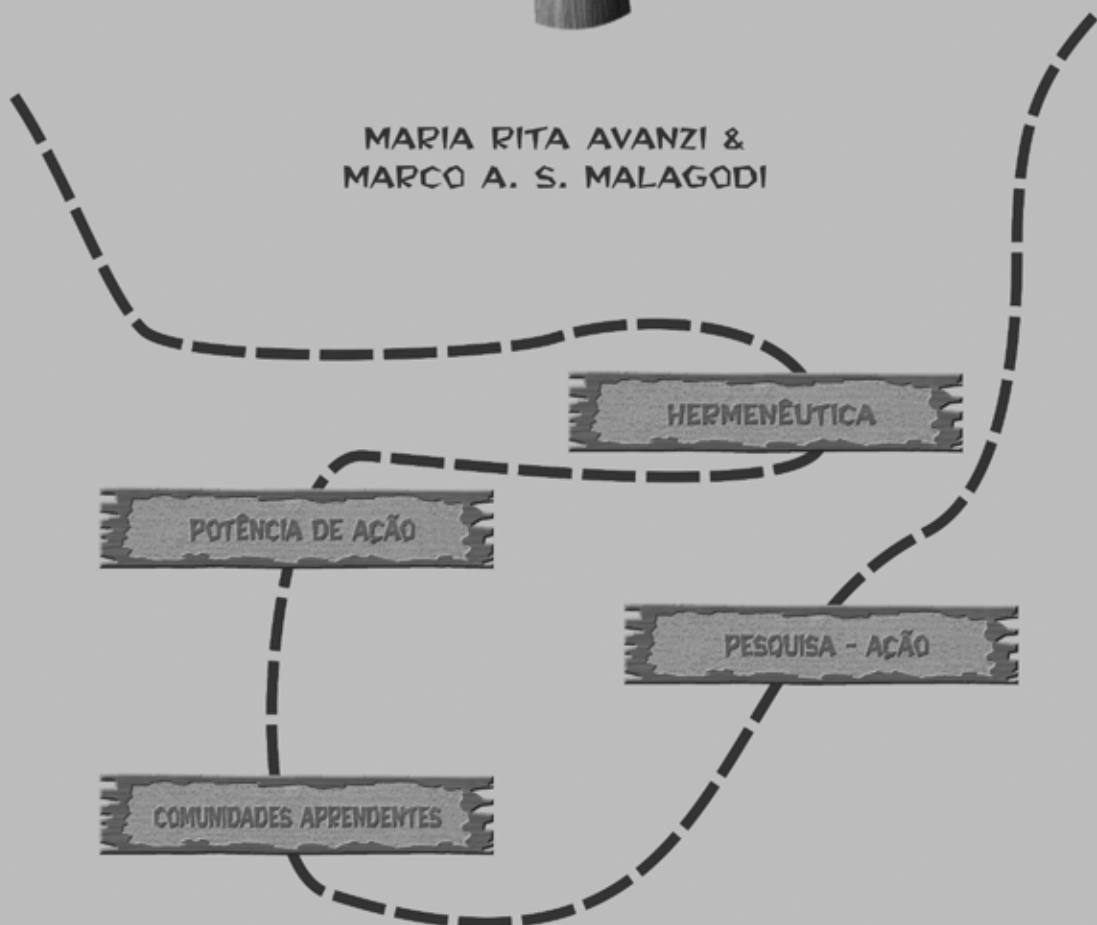 MARIA RITA AVANZI &
MARCO A. S. MALAGODI
HERMENÊUTICA
POTÊNCIA DE AÇÃO
PESQUISA - AÇÃO
COMUNIDADES APRENDENTES